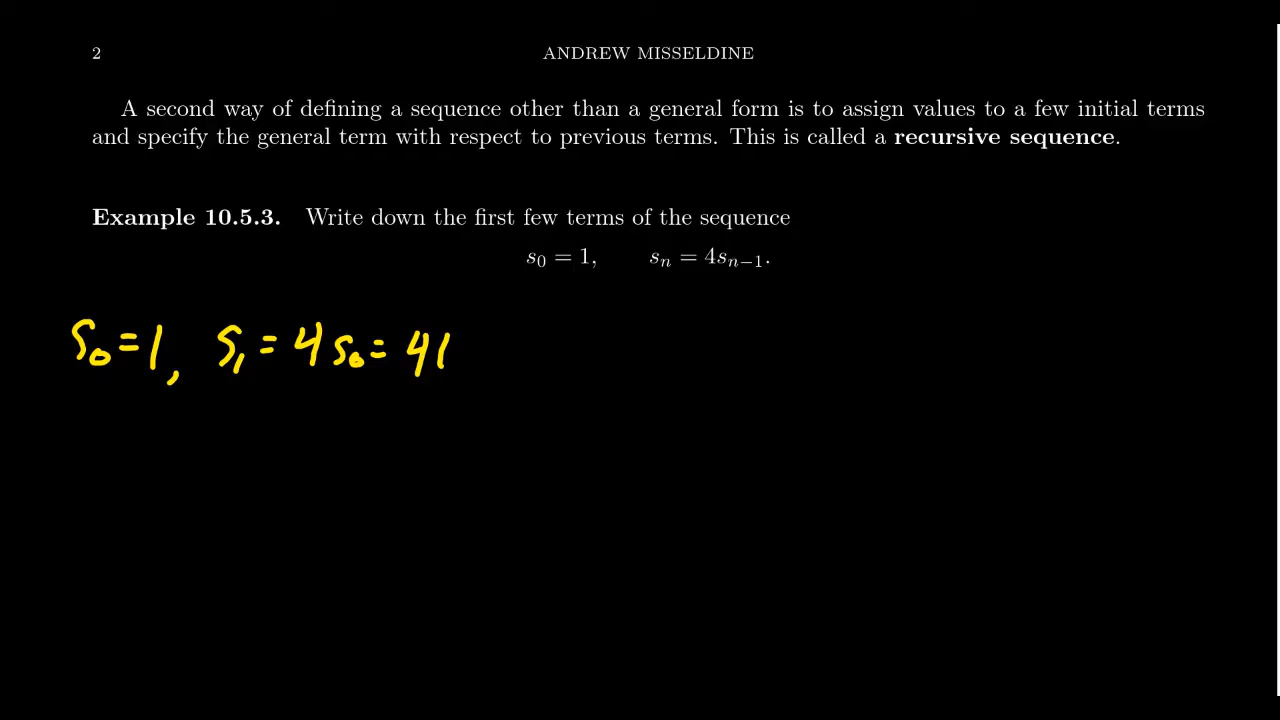 2 ANDREW MISSELDINE
A second way of defining a sequence other than a general form is to assign values to a few initial terms
and specify the general term with respect to previous terms. This is called a recursive sequence.
Example 10.5.3. Write down the first few terms of the sequence
s₀ = 1, sₙ = 4sₙ₋₁.
S₀ = 1, S₁ = 4 S₀ = 4(